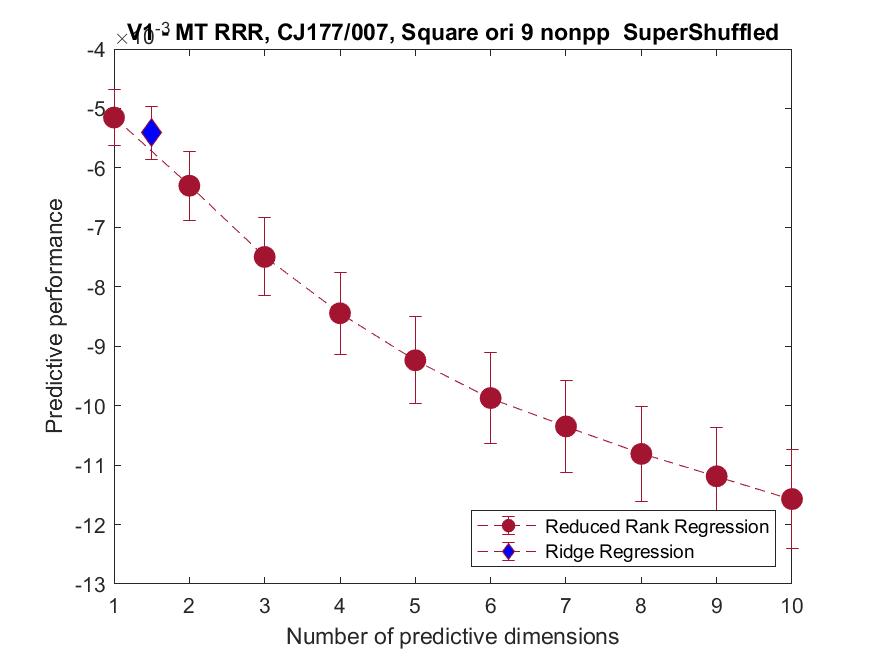 V1 - MT RRR, CJ177/007, Square ori 9 nonpp  SuperShuffled
×10-3
-4
-5
-6
-7
-8
-9
-10
-11
-12
-13
Predictive performance
Reduced Rank Regression
Ridge Regression
1 2 3 4 5 6 7 8 9 10
Number of predictive dimensions